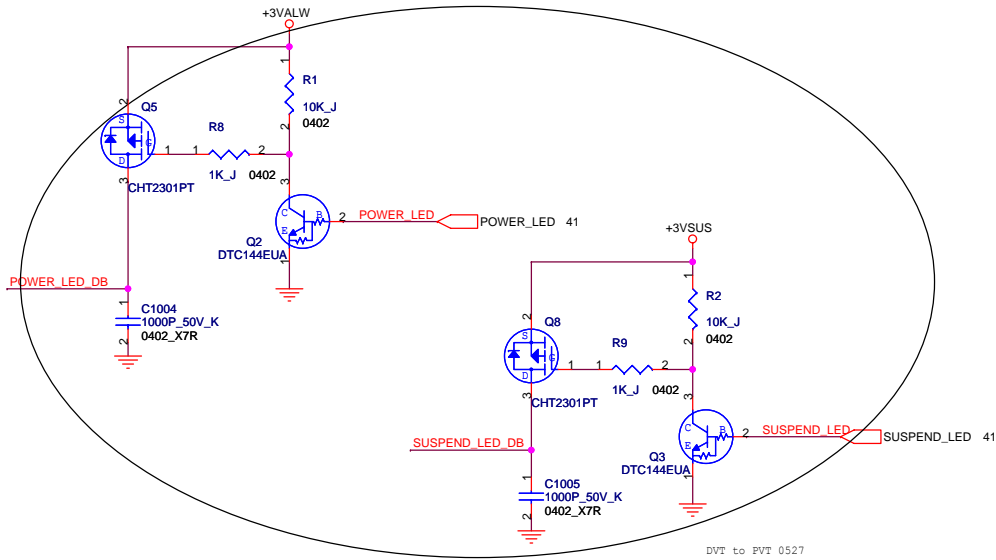 +3VALW
1
R1
10K_J
2
0402
2
Q5
S
G
D
1
1
R8
2
1K_J
0402
3
CHT2301PT
3
C
B
E
2
POWER_LED
POWER_LED 41
Q2
DTC144EUA
1
POWER_LED_DB
1
C1004
1000P_50V_K
0402_X7R
2
+3VSUS
1
R2
10K_J
2
0402
2
Q8
S
G
D
1
1
R9
2
1K_J
0402
3
CHT2301PT
3
C
B
E
2
SUSPEND_LED
SUSPEND_LED 41
Q3
DTC144EUA
1
SUSPEND_LED_DB
1
C1005
1000P_50V_K
0402_X7R
2
DVT to PVT 0527